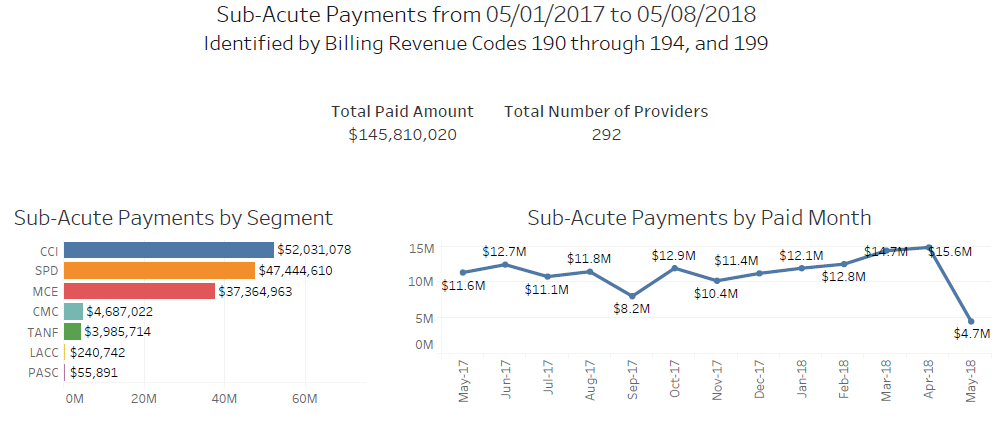 Sub-Acute Payments from 05/01/2017 to 05/08/2018
Identified by Billing Revenue Codes 190 through 194, and 199
Total Paid Amount
$145,810,020
Total Number of Providers
292
Sub-Acute Payments by Segment
CCI $52,031,078
SPD $47,444,610
MCE $37,364,963
CMC $4,687,022
TANF $3,985,714
LACC $240,742
PASC $55,891
0M 20M 40M 60M
Sub-Acute Payments by Paid Month
15M
10M
5M
0M
$11.6M
$12.7M
$11.1M
$11.8M
$8.2M
$12.9M
$10.4M
$11.4M
$12.1M
$12.8M
$14.7M
$15.6M
$4.7M
May-17
Jun-17
Jul-17
Aug-17
Sep-17
Oct-17
Nov-17
Dec-17
Jan-18
Feb-18
Mar-18
Apr-18
May-18